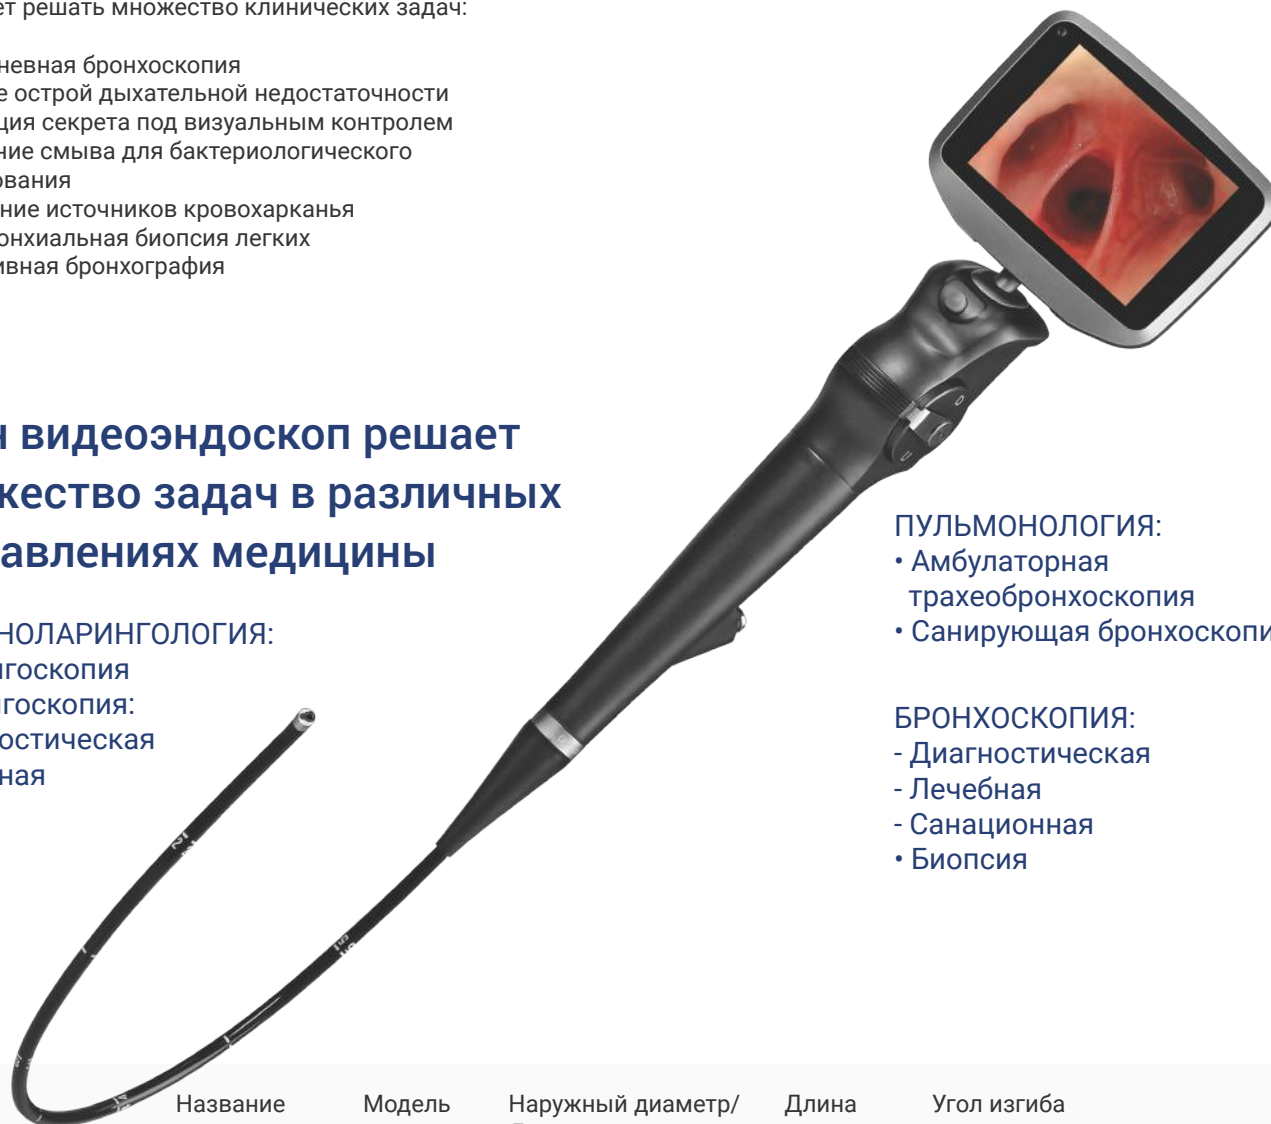 ет решать множество клинических задач:
невная бронхоскопия
е острой дыхательной недостаточности
ция секрета под визуальным контролем
ние смыва для бактериологического
ования
ние источников кровохарканья
онхиальная биопсия легких
ивная бронхография
н видеоэндоскоп решает
жество задач в различных
авлениях медицины
НОЛАРИНГОЛОГИЯ:
нгоскопия
нгоскопия:
ностическая
ная
ПУЛЬМОНОЛОГИЯ:
• Амбулаторная
трахеобронхоскопия
• Санирующая бронхоскопи
БРОНХОСКОПИЯ:
- Диагностическая
- Лечебная
- Санационная
• Биопсия
Название Модель Наружный диаметр/ Длина Угол изгиба